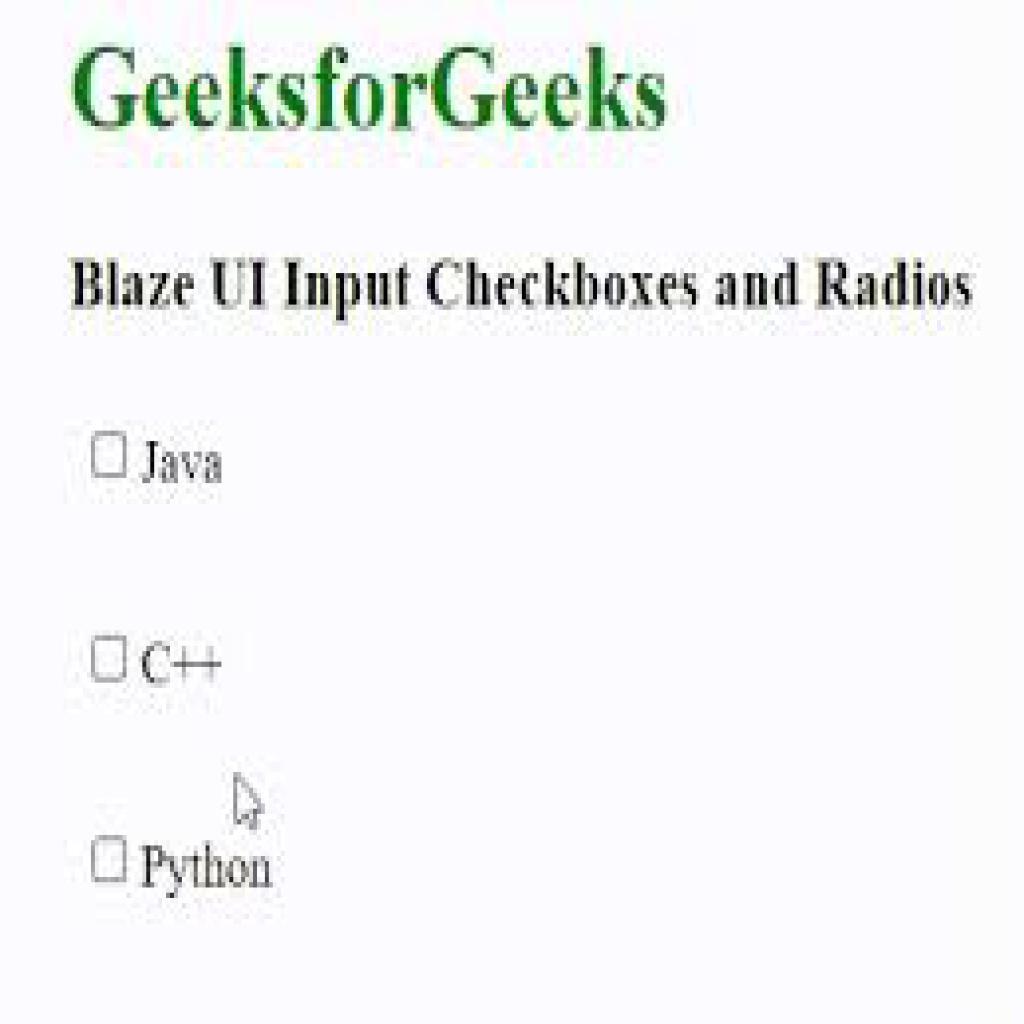 GeeksforGeeks
Blaze UI Input Checkboxes and Radios
Java
C++
Python